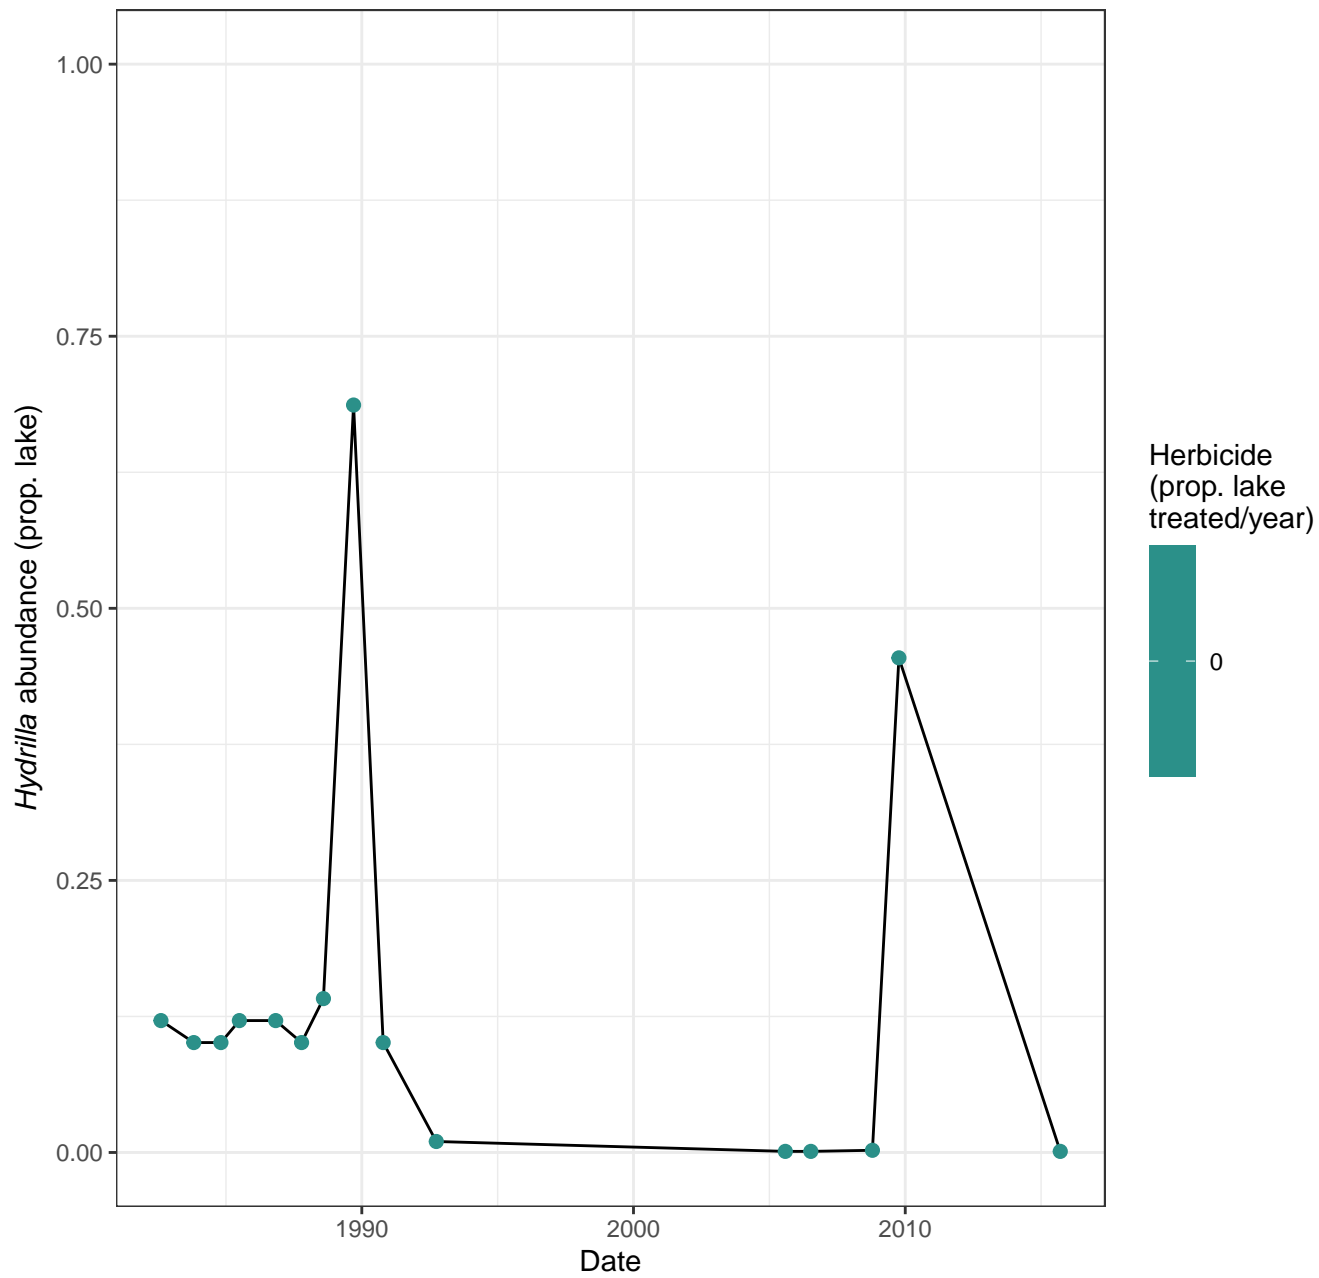 1.00
0.75
0.50
0.25
0.00
Hydrilla abundance (prop. lake)
1990
2000
2010
Date
Herbicide
(prop. lake
treated/year)
0